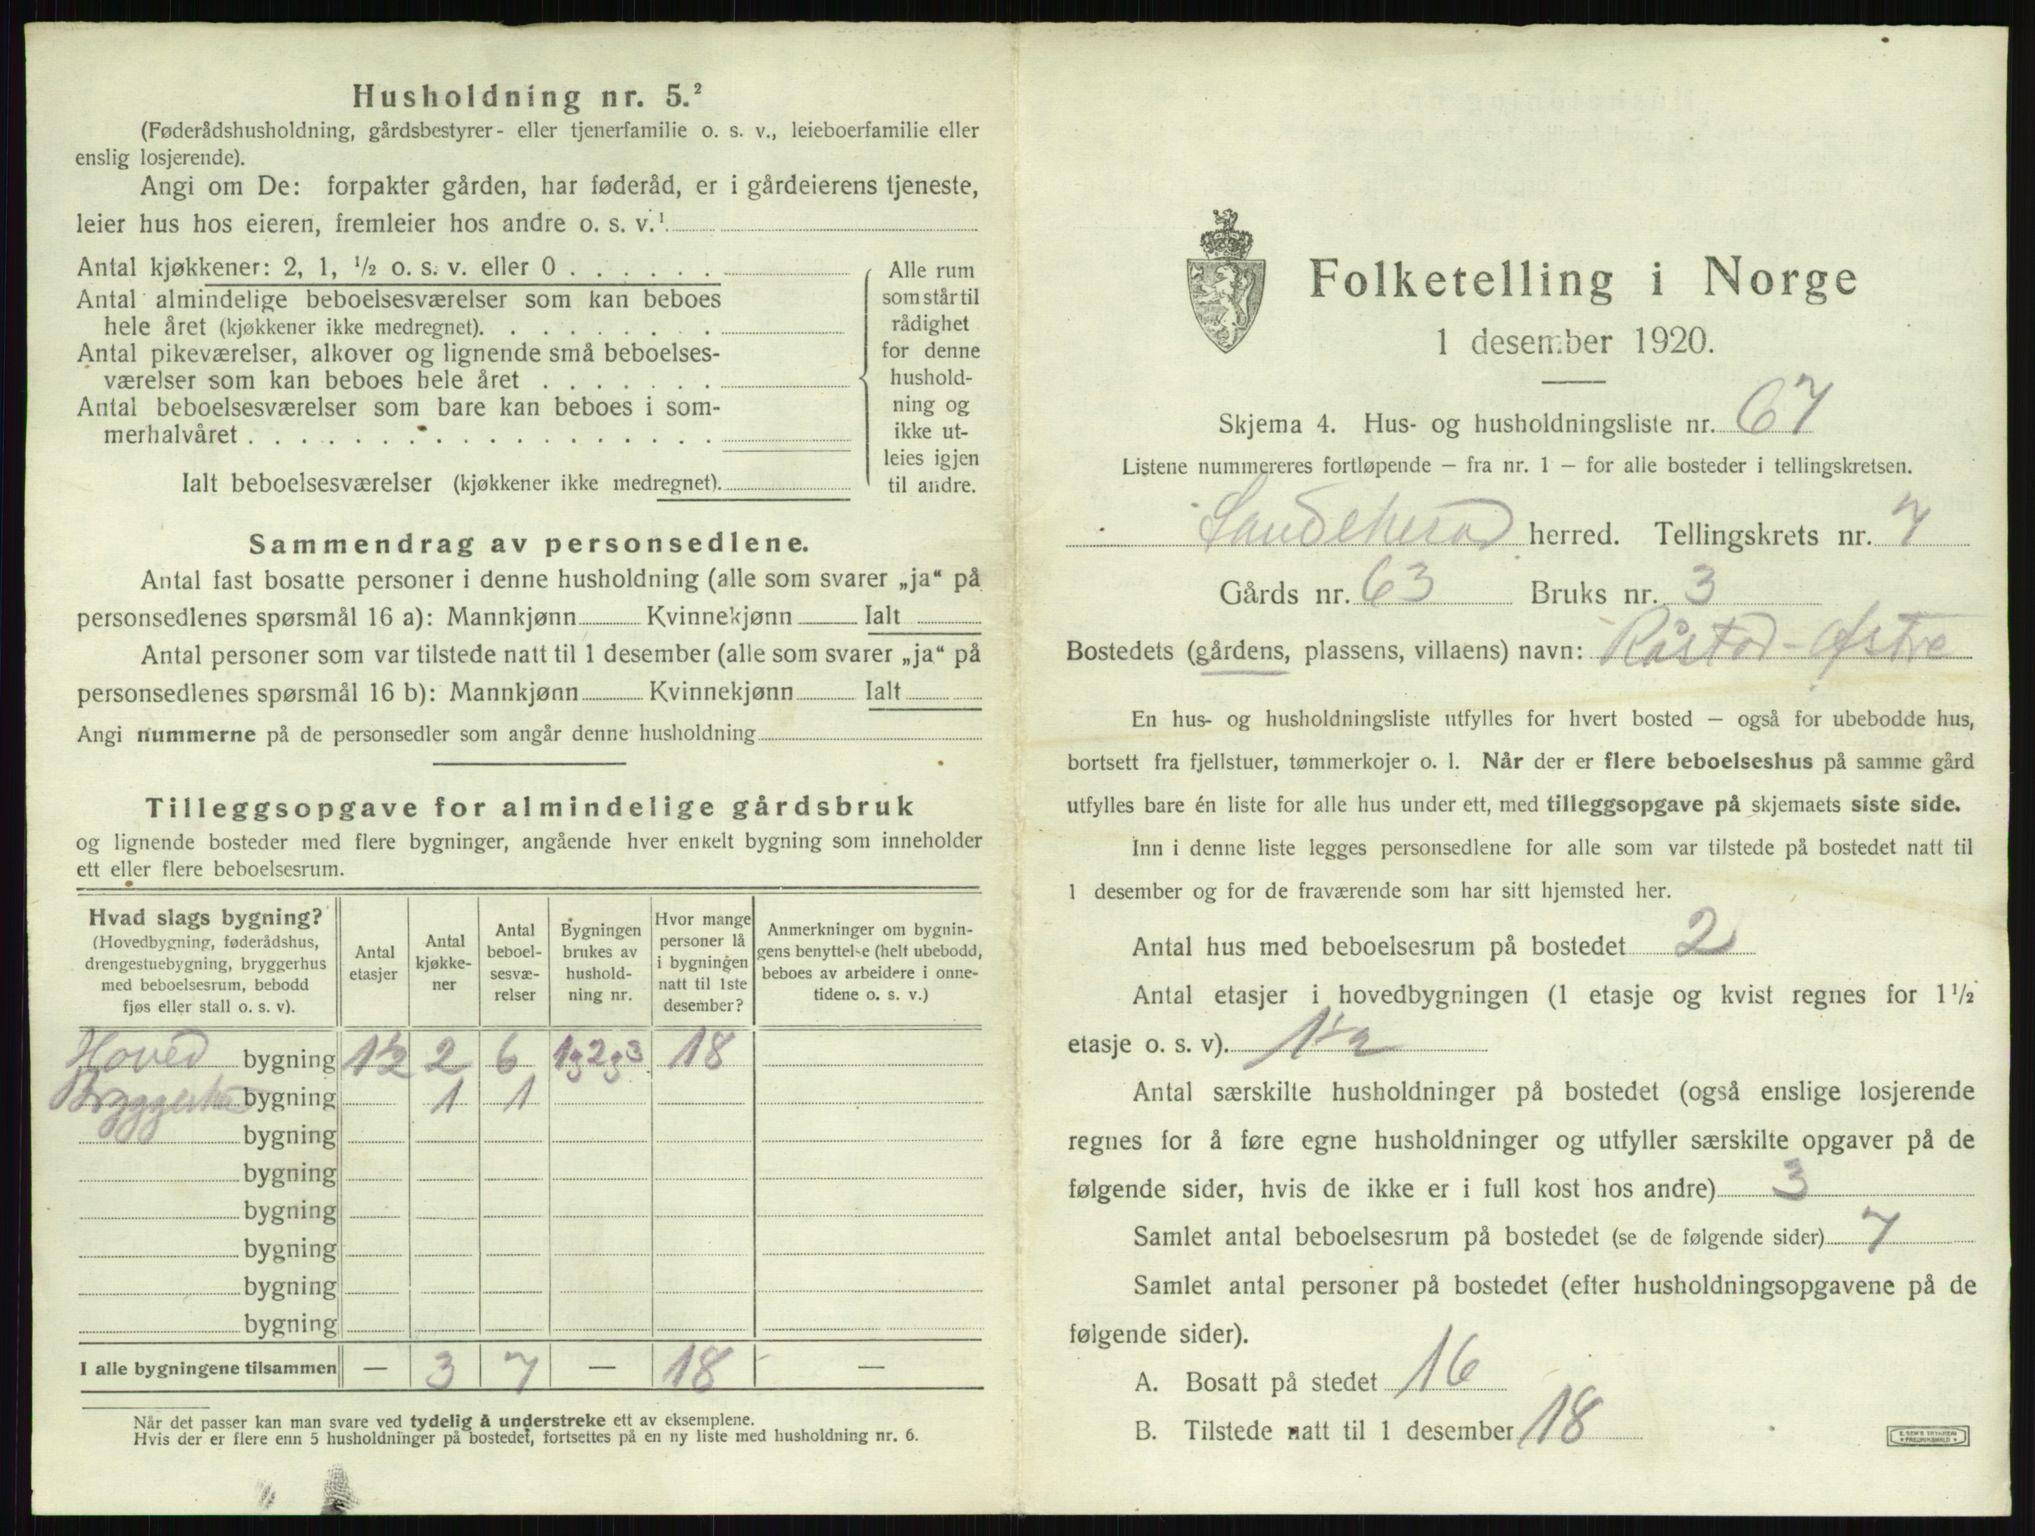 Husholdning nr. 5.²
(Føderådshusholdning, gårdsbestyrer- eller tjenerfamilie o. s. v., leieboerfamilie eller
enslig losjerende).
Angi om De: forpakter gården, har føderåd, er i gårdeierens tjeneste,
leier hus hos eieren, fremleier hos andre o. s. v.¹
Antal kjøkkener: 2, 1, ½ o. s. v. eller 0 . . . . . .
Antal almindelige beboelsesværelser som kan beboes
hele året (kjøkkener ikke medregnet). . . . . . . . .
Antal pikeværelser, alkover og lignende små beboelses-
værelser som kan beboes hele året . . . . . . .
Antal beboelsesværelser som bare kan beboes i som-
merhalvåret . . . . . . . . . . . . . . . . . .
Ialt beboelsesværelser (kjøkkener ikke medregnet).
Alle rum
som står til
rådighet
for denne
hushold-
ning og
ikke ut-
leies igjen
til andre.
Sammendrag av personsedlene.
Antal fast bosatte personer i denne husholdning (alle som svarer „ja“ på
personsedlenes spørsmål 16 a): Mannkjønn Kvinnekjønn Ialt
Antal personer som var tilstede natt til 1 desember (alle som svarer „ja“ på
personsedlenes spørsmål 16 b): Mannkjønn Kvinnekjønn Ialt
Angi nummerne på de personsedler som angår denne husholdning
Tilleggsopgave for almindelige gårdsbruk
og lignende bosteder med flere bygninger, angående hver enkelt bygning som inneholder
ett eller flere beboelsesrum.
Hvad slags bygning?
(Hovedbygning, føderådshus,
drengestuebygning, bryggerhus
med beboelsesrum, bebodd
fjøs eller stall o. s. v).
Antal
etasjer
Antal
kjøkke-
ner
Antal
beboel-
sesvæ-
relser
Bygningen
brukes av
hushold-
ning nr.
Hvor mange
personer lå
i bygningen
natt til 1ste
desember?
Anmerkninger om bygnin-
gens benyttelse (helt ubebodd,
beboes av arbeidere i onne-
tidene o. s. v.)
Hoved bygning 1½ 2 6 1 og 2 og 3 18
bygning 1 1
bygning
bygning
bygning
bygning
bygning
bygning
I alle bygningene tilsammen — 3 7 — 18 —
Når det passer kan man svare ved tydelig å understreke ett av eksemplene.
Hvis der er flere enn 5 husholdninger på bostedet, fortsettes på en ny liste med husholdning nr. 6.
Folketelling i Norge
1 desember 1920.
Skjema 4. Hus- og husholdningsliste nr. 67
Listene nummereres fortløpende — fra nr. 1 — for alle bosteder i tellingskretsen.
Sandeherad herred. Tellingskrets nr. 7
Gårds nr. 63 Bruks nr. 3
Bostedets (gårdens, plassens, villaens) navn: Råstad-Østre
En hus- og husholdningsliste utfylles for hvert bosted — også for ubebodde hus,
bortsett fra fjellstuer, tømmerkojer o. l. Når der er flere beboelseshus på samme gård
utfylles bare én liste for alle hus under ett, med tilleggsopgave på skjemaets siste side.
Inn i denne liste legges personsedlene for alle som var tilstede på bostedet natt til
1 desember og for de fraværende som har sitt hjemsted her.
Antal hus med beboelsesrum på bostedet 2
Antal etasjer i hovedbygningen (1 etasje og kvist regnes for 1½
etasje o. s. v). 1½
Antal særskilte husholdninger på bostedet (også enslige losjerende
regnes for å føre egne husholdninger og utfyller særskilte opgaver på de
følgende sider, hvis de ikke er i full kost hos andre) 3
Samlet antal beboelsesrum på bostedet (se de følgende sider) 7
Samlet antal personer på bostedet (efter husholdningsopgavene på de
følgende sider).
A. Bosatt på stedet 16
B. Tilstede natt til 1 desember 18